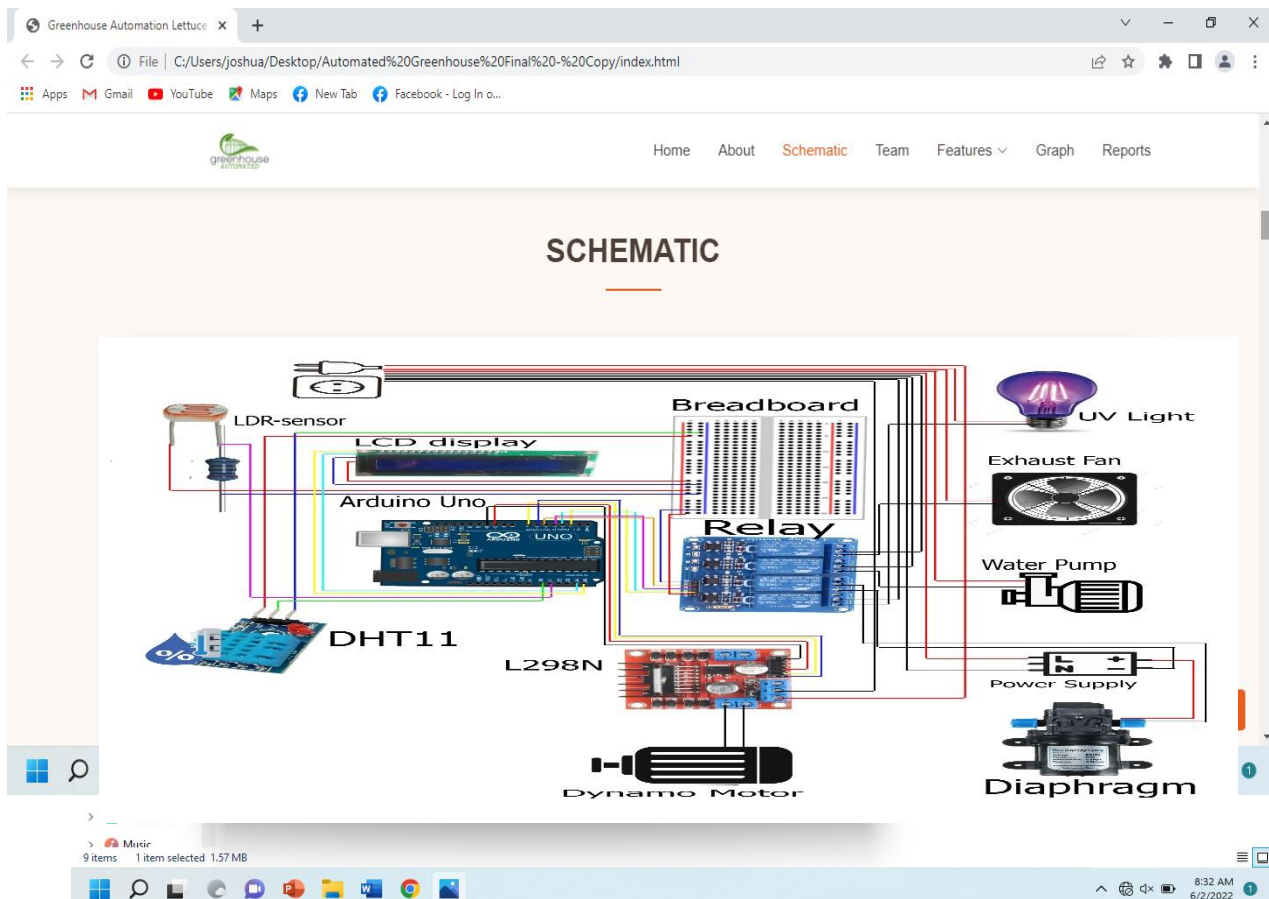 Greenhouse Automation Lettuce
File | C:/Users/joshua/Desktop/Automated%20Greenhouse%20Final%20-%20Copy/index.html
Apps Gmail YouTube Maps New Tab Facebook - Log In o...
greenhouse
AUTOMATED
Home About Schematic Team Features Graph Reports
SCHEMATIC
LDR-sensor
LCD display
Breadboard
UV Light
Exhaust Fan
Arduino Uno
UNO
Relay
Water Pump
DHT11
L298N
Power Supply
Dynamo Motor
Diaphragm
Music
9 items 1 item selected 1.57 MB
8:32 AM
6/2/2022
1